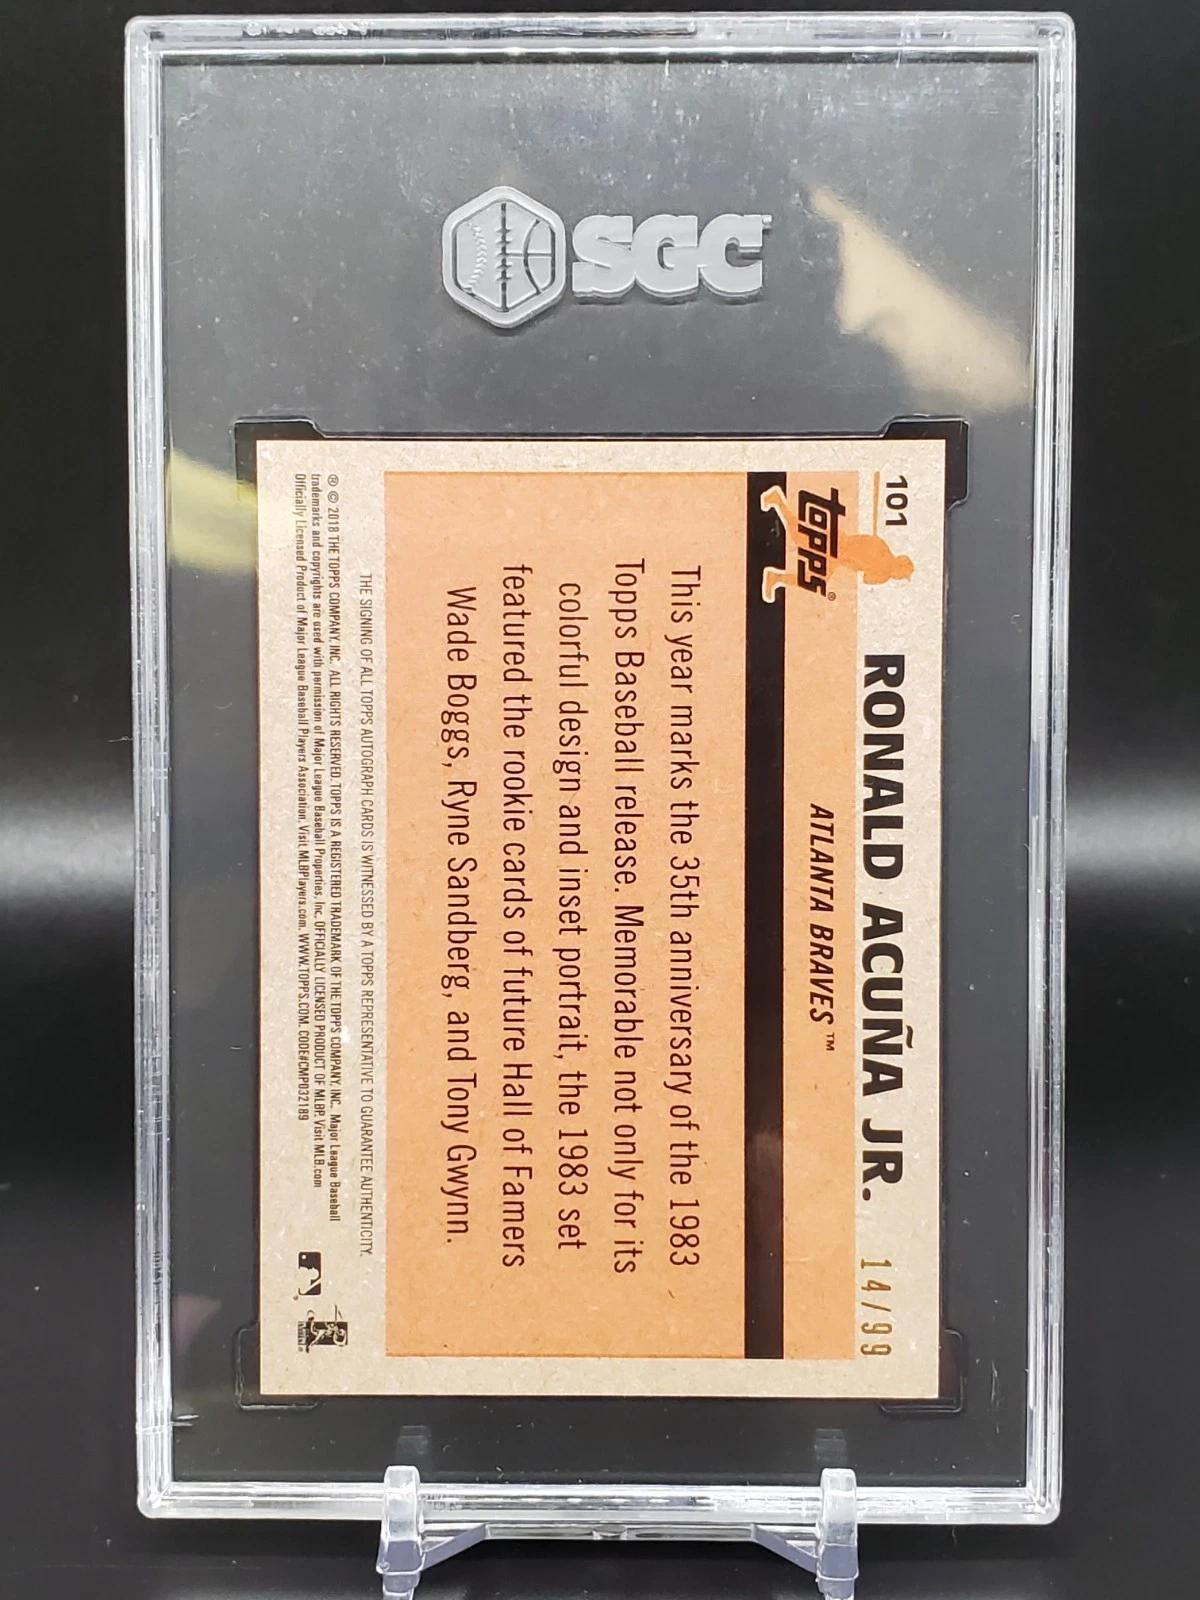 SGC
101
topps®
RONALD ACUÑA JR.
14/99
ATLANTA BRAVES™
This year marks the 35th anniversary of the 1983
Topps Baseball release. Memorable not only for its
colorful design and inset portrait, the 1983 set
featured the rookie cards of future Hall of Famers
Wade Boggs, Ryne Sandberg, and Tony Gwynn.
THE SIGNING OF ALL TOPPS AUTOGRAPH CARDS IS WITNESSED BY A TOPPS REPRESENTATIVE TO GUARANTEE AUTHENTICITY.
® © 2018 THE TOPPS COMPANY, INC. ALL RIGHTS RESERVED. TOPPS IS A REGISTERED TRADEMARK OF THE TOPPS COMPANY, INC. Major League Baseball
trademarks and copyrights are used with permission of Major League Baseball Properties, Inc. OFFICIALLY LICENSED PRODUCT OF MLBP. Visit MLB.com
Officially Licensed Product of Major League Baseball Players Association. Visit MLBPlayers.com. WWW.TOPPS.COM. CODE#CMP032189